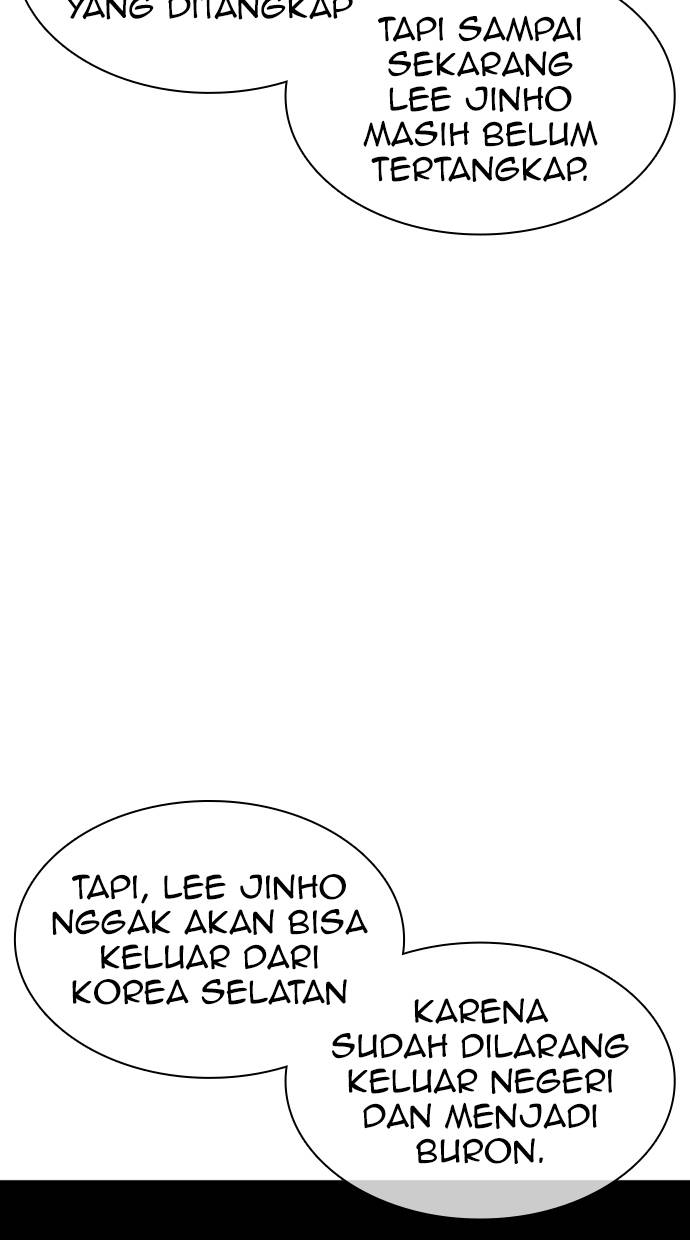 YANG DITANGKAP
TAPI SAMPAI
SEKARANG
LEE JINHO
MASIH BELUM
TERTANGKAP.
TAPI, LEE JINHO
NGGAK AKAN BISA
KELUAR DARI
KOREA SELATAN
KARENA
SUDAH DILARANG
KELUAR NEGERI
DAN MENJADI
BURON.